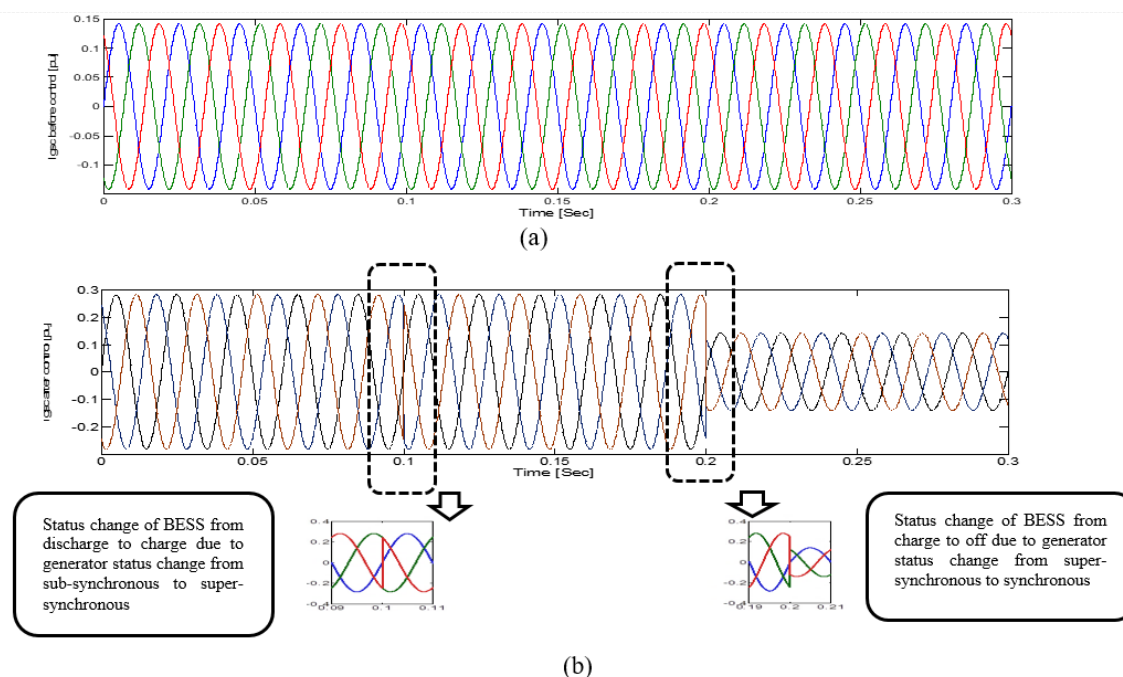 0.15
0.1
0.05
0
-0.05
-0.1
0 0.05 0.1 0.15 0.2 0.25 0.3
Time [Sec]
(a)
0.3
0.2
0.1
0
-0.1
-0.2
0 0.05 0.1 0.15 0.2 0.25 0.3
Time [Sec]
Status change of BESS from
discharge to charge due to
generator status change from
sub-synchronous to super-
synchronous
0.4
0.2
0
-0.2
0.1 0.11
0.4
0.2
0
-0.2
0.19 0.2 0.21
Status change of BESS from
charge to off due to generator
status change from super-
synchronous to synchronous
(b)